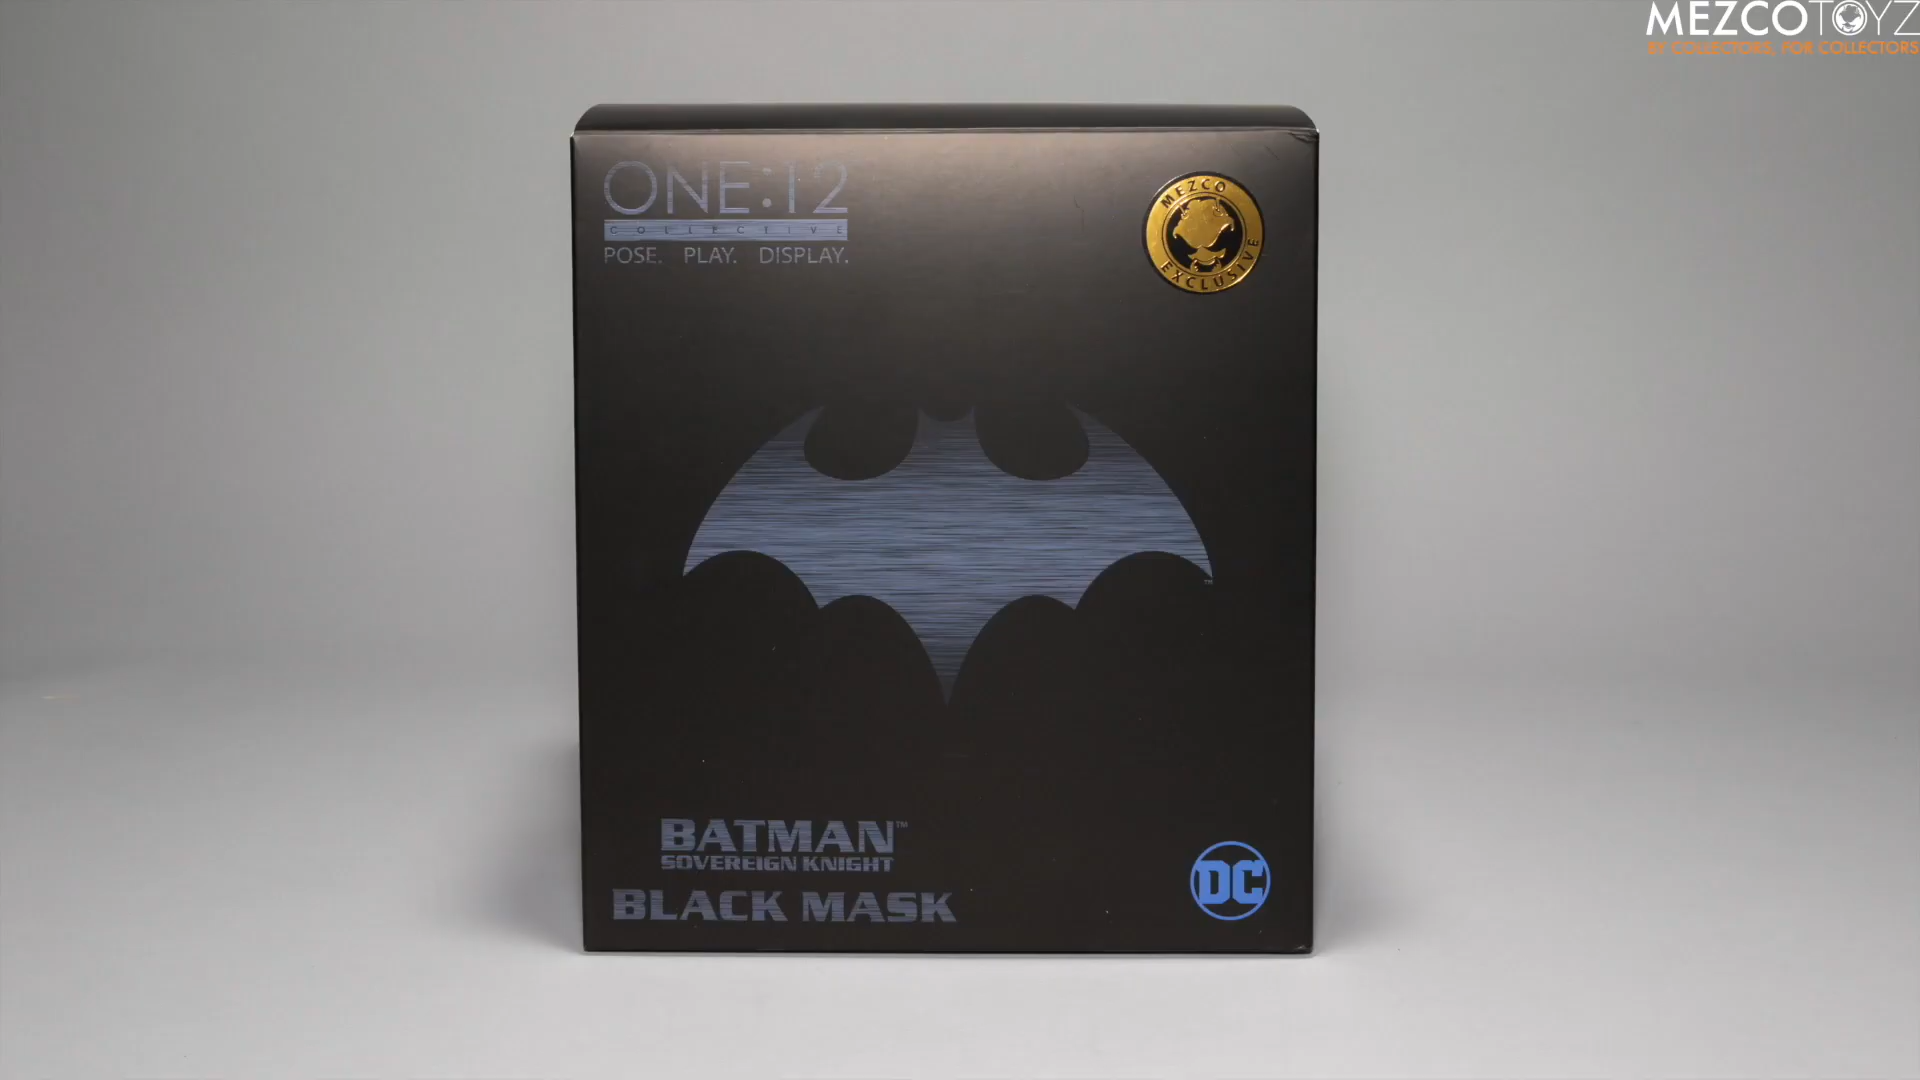 MEZCOTOYZ
BY COLLECTORS, FOR COLLECTORS
ONE:12
COLLECTIVE
POSE. PLAY. DISPLAY.
MEZCO
EXCLUSIVE
TM
BATMAN™
SOVEREIGN KNIGHT
BLACK MASK
DC